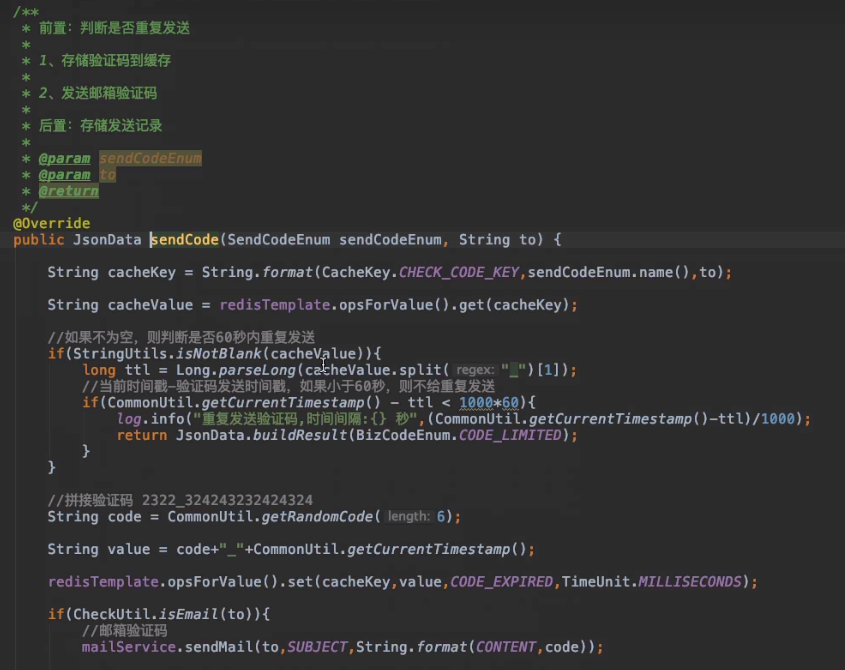 /**
* 前置：判断是否重复发送
*
* 1、存储验证码到缓存
*
* 2、发送邮箱验证码
*
* 后置：存储发送记录
*
* @param sendCodeEnum
* @param to
* @return
*/
@Override
public JsonData sendCode(SendCodeEnum sendCodeEnum, String to) {
String cacheKey = String.format(CacheKey.CHECK_CODE_KEY,sendCodeEnum.name(),to);
String cacheValue = redisTemplate.opsForValue().get(cacheKey);
//如果不为空，则判断是否60秒内重复发送
if(StringUtils.isNotBlank(cacheValue)){
long ttl = Long.parseLong(cacheValue.split( regex: "_")[1]);
//当前时间戳-验证码发送时间戳，如果小于60秒，则不给重复发送
if(CommonUtil.getCurrentTimestamp() - ttl < 1000*60){
log.info("重复发送验证码,时间间隔:{} 秒",(CommonUtil.getCurrentTimestamp()-ttl)/1000);
return JsonData.buildResult(BizCodeEnum.CODE_LIMITED);
}
}
//拼接验证码 2322_324243232424324
String code = CommonUtil.getRandomCode( length: 6);
String value = code+"_"+CommonUtil.getCurrentTimestamp();
redisTemplate.opsForValue().set(cacheKey,value,CODE_EXPIRED,TimeUnit.MILLISECONDS);
if(CheckUtil.isEmail(to)){
//邮箱验证码
mailService.sendMail(to,SUBJECT,String.format(CONTENT,code));